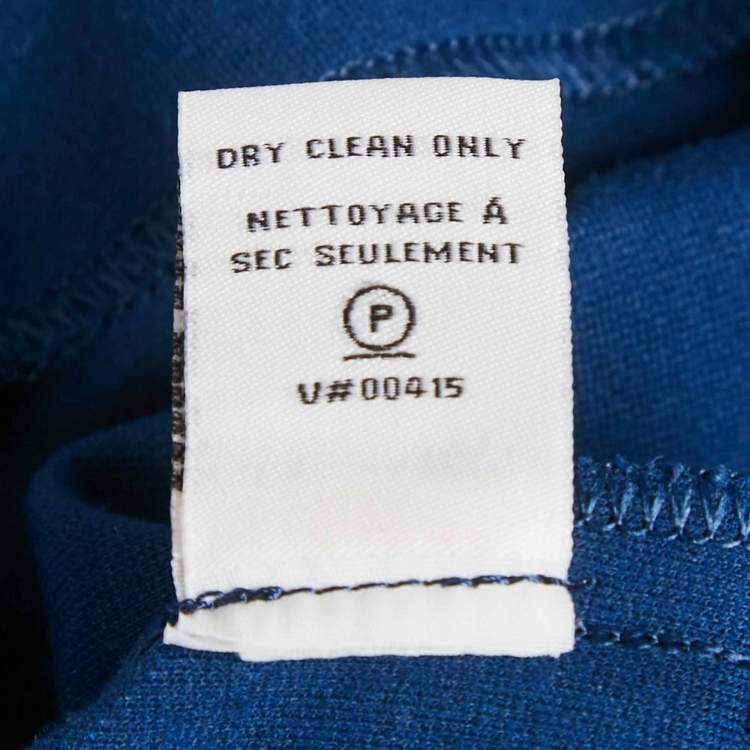 DRY CLEAN ONLY
NETTOYAGE Á
SEC SEULEMENT
P
V#00415